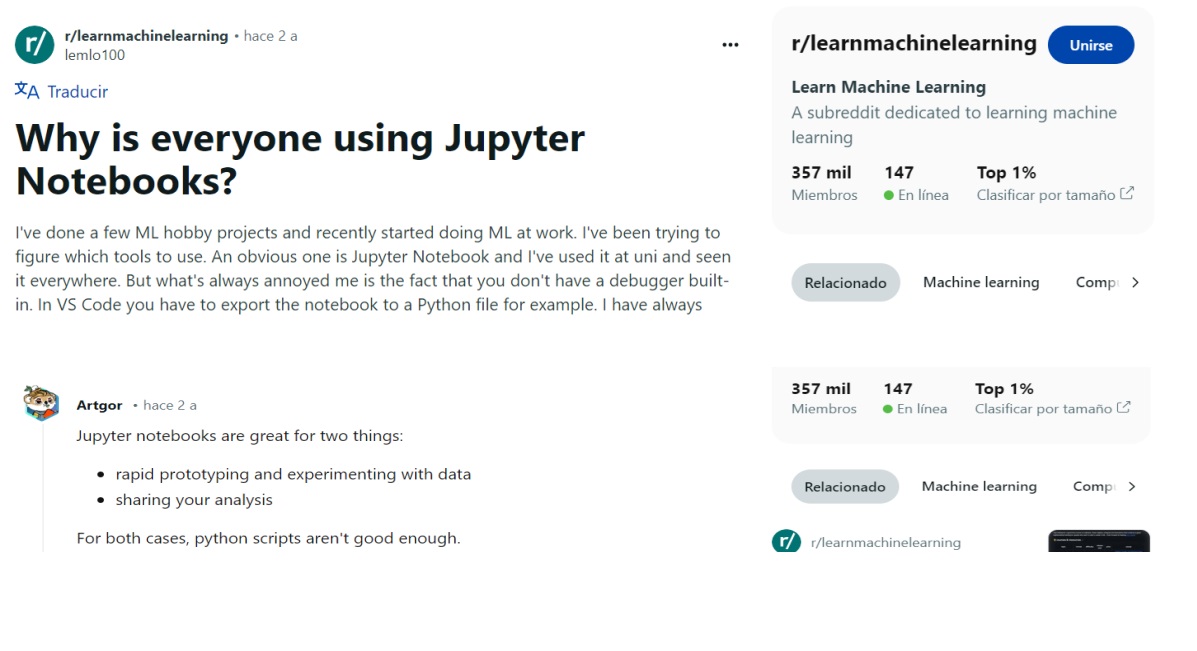 r/learnmachinelearning • hace 2 a
lemlo100
Traducir
Why is everyone using Jupyter
Notebooks?
I've done a few ML hobby projects and recently started doing ML at work. I've been trying to
figure which tools to use. An obvious one is Jupyter Notebook and I've used it at uni and seen
it everywhere. But what's always annoyed me is the fact that you don't have a debugger built-
in. In VS Code you have to export the notebook to a Python file for example. I have always
Artgor • hace 2 a
Jupyter notebooks are great for two things:
• rapid prototyping and experimenting with data
• sharing your analysis
For both cases, python scripts aren't good enough.
r/learnmachinelearning Unirse
Learn Machine Learning
A subreddit dedicated to learning machine
learning
357 mil 147 Top 1%
Miembros En línea Clasificar por tamaño
Relacionado Machine learning
357 mil 147 Top 1%
Miembros En línea Clasificar por tamaño
Relacionado Machine learning
r/ r/learnmachinelearning